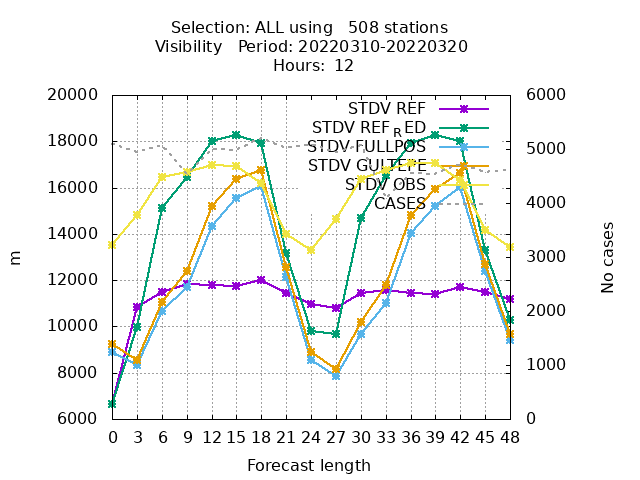 Selection: ALL using 508 stations
Visibility Period: 20220310-20220320
Hours: 12
20000
18000
16000
14000
12000
10000
8000
6000
m
6000
5000
4000
3000
2000
1000
0
No cases
STDV REF
STDV REF_RED
STDV FULLPOS
STDV GUITEFE
STDV OBS
CASES
0 3 6 9 12 15 18 21 24 27 30 33 36 39 42 45 48
Forecast length